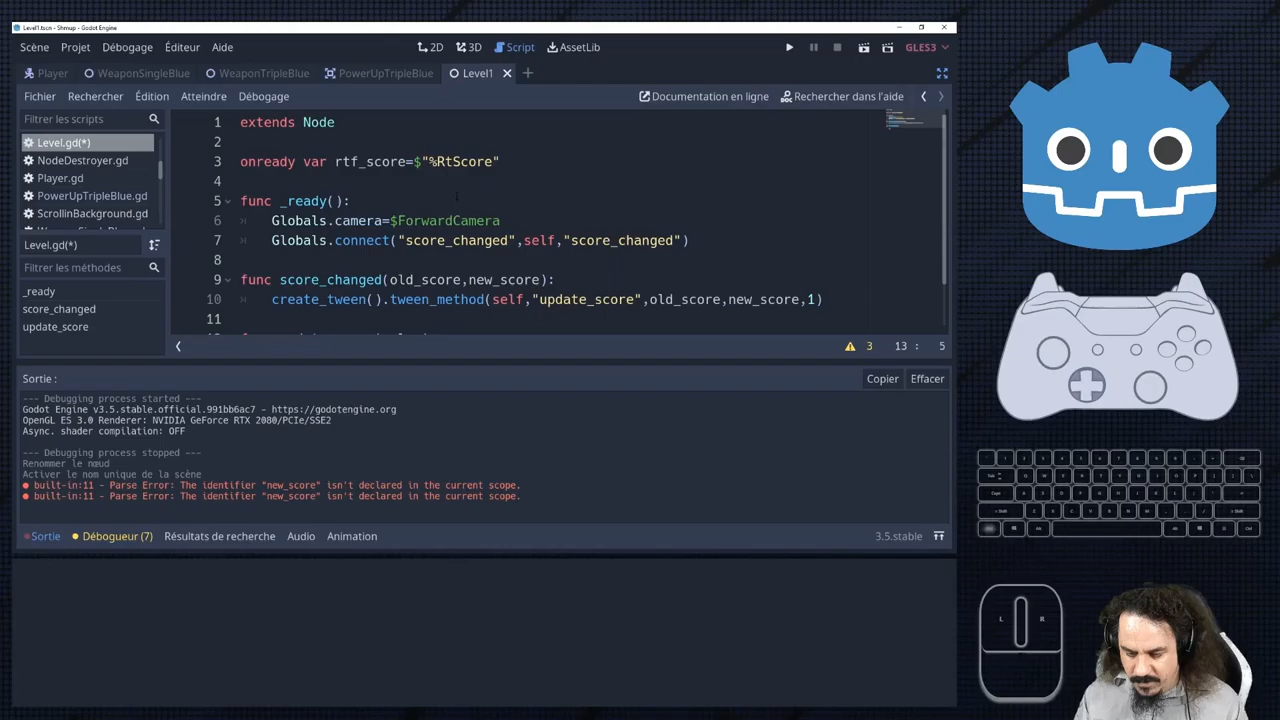 Level1.tscn - Shmup - Godot Engine
Scène Projet Débogage Éditeur Aide
2D 3D Script AssetLib
GLES3
Player WeaponSingleBlue WeaponTripleBlue PowerUpTripleBlue Level1
Fichier Rechercher Édition Atteindre Débogage
Documentation en ligne Rechercher dans l'aide
Filtrer les scripts
Level.gd(*)
NodeDestroyer.gd
Player.gd
PowerUpTripleBlue.gd
ScrollinBackground.gd
Level.gd(*)
Filtrer les méthodes
_ready
score_changed
update_score
1 extends Node
2
3 onready var rtf_score=$"%RtScore"
4
5 func _ready():
6 Globals.camera=$ForwardCamera
7 Globals.connect("score_changed",self,"score_changed")
8
9 func score_changed(old_score,new_score):
10 create_tween().tween_method(self,"update_score",old_score,new_score,1)
11
3 13 : 5
Sortie :
Copier Effacer
--- Debugging process started ---
Godot Engine v3.5.stable.official.991bb6ac7 - https://godotengine.org
OpenGL ES 3.0 Renderer: NVIDIA GeForce RTX 2080/PCIe/SSE2
Async. shader compilation: OFF
--- Debugging process stopped ---
Renommer le nœud
Activer le nom unique de la scène
built-in:11 - Parse Error: The identifier "new_score" isn't declared in the current scope.
built-in:11 - Parse Error: The identifier "new_score" isn't declared in the current scope.
Sortie Débogueur (7) Résultats de recherche Audio Animation
3.5.stable
L R